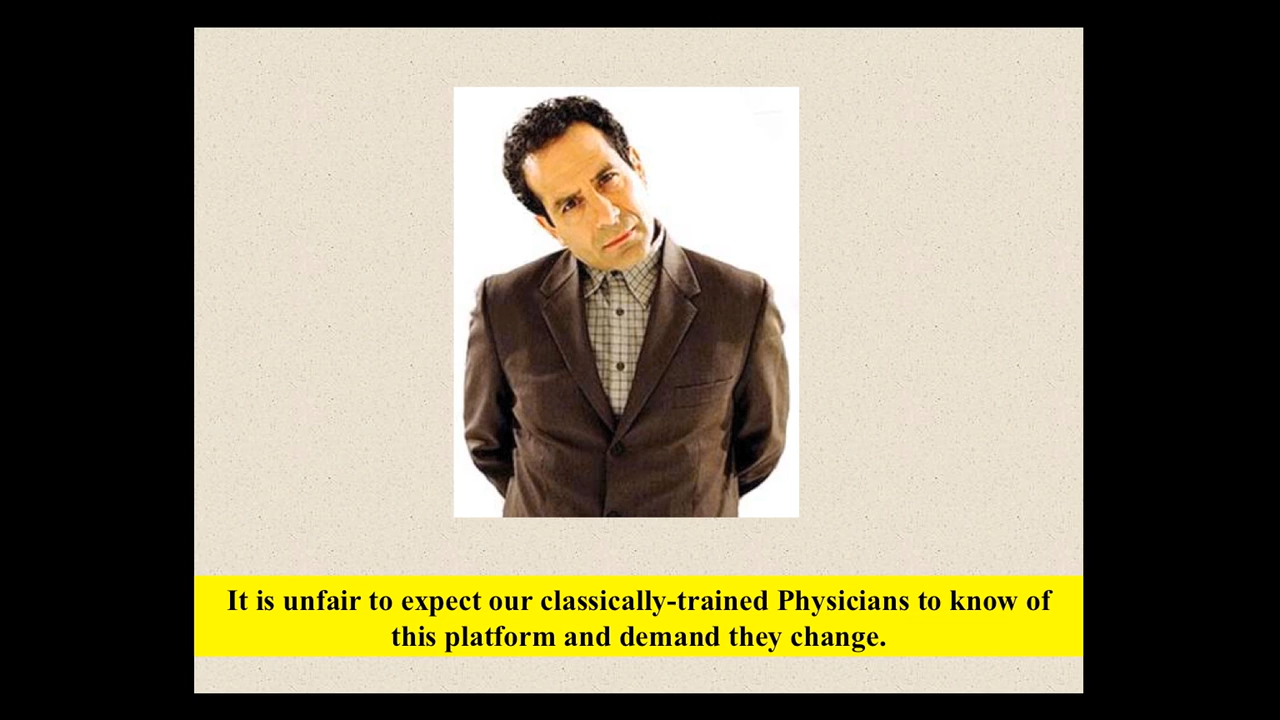 It is unfair to expect our classically-trained Physicians to know of
this platform and demand they change.